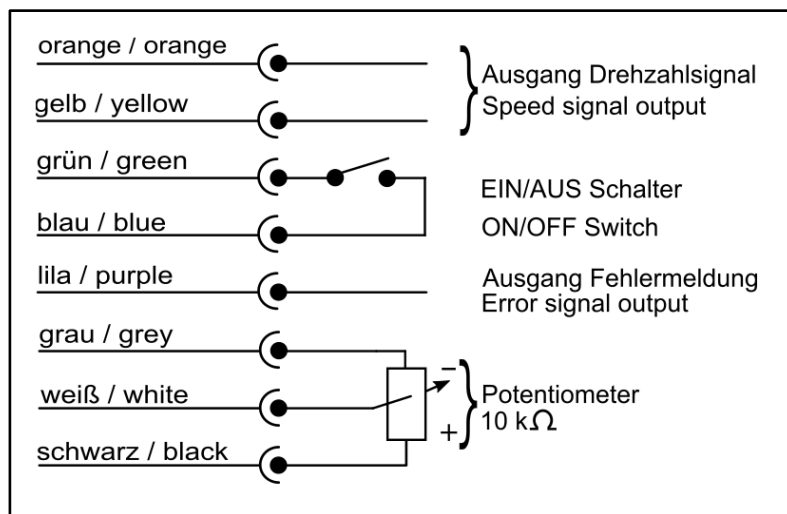 orange / orange
gelb / yellow
grün / green
blau / blue
lila / purple
grau / grey
weiß / white
schwarz / black
Ausgang Drehzahlsignal
Speed signal output
EIN/AUS Schalter
ON/OFF Switch
Ausgang Fehlermeldung
Error signal output
−
+
Potentiometer
10 kΩ